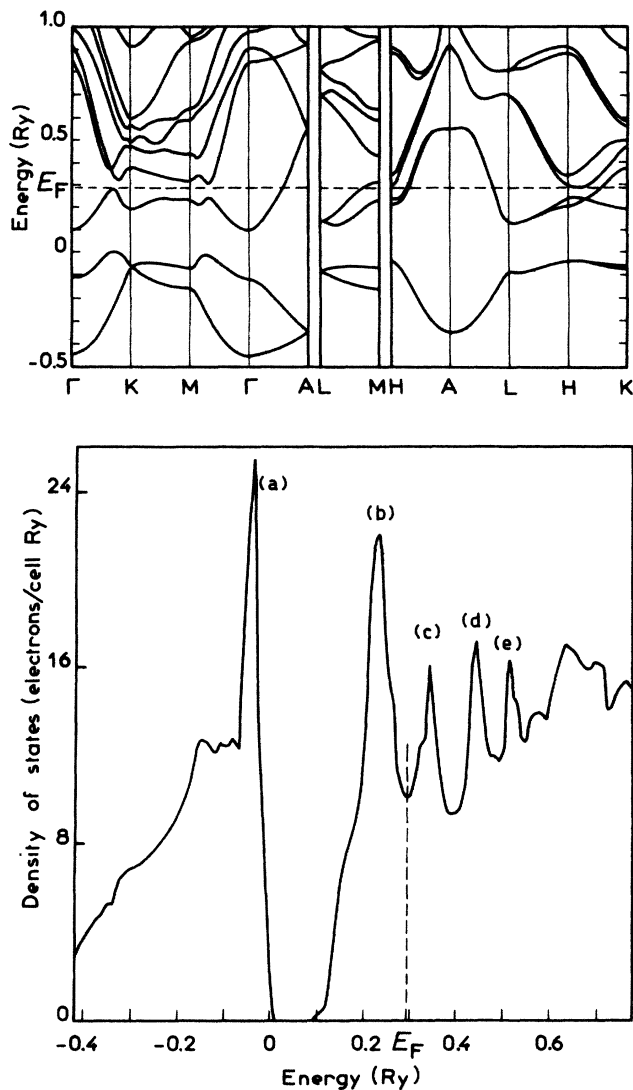 1.0
0.5
E_F
0
-0.5
Energy (Ry)
Γ K M Γ A L M H A L H K
24
16
8
0
Density of states (electrons/cell Ry)
(a)
(b)
(c)
(d)
(e)
-0.4 -0.2 0 0.2 E_F 0.4 0.6
Energy (Ry)